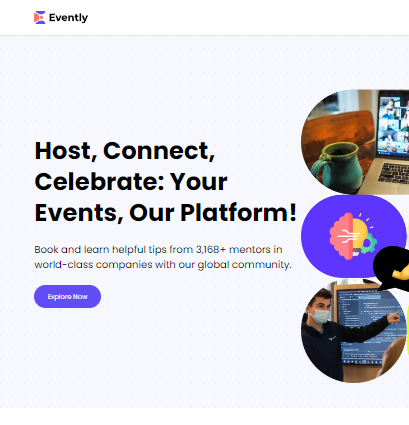 Evently
Host, Connect,
Celebrate: Your
Events, Our Platform!
Book and learn helpful tips from 3,168+ mentors in
world-class companies with our global community.
Explore Now